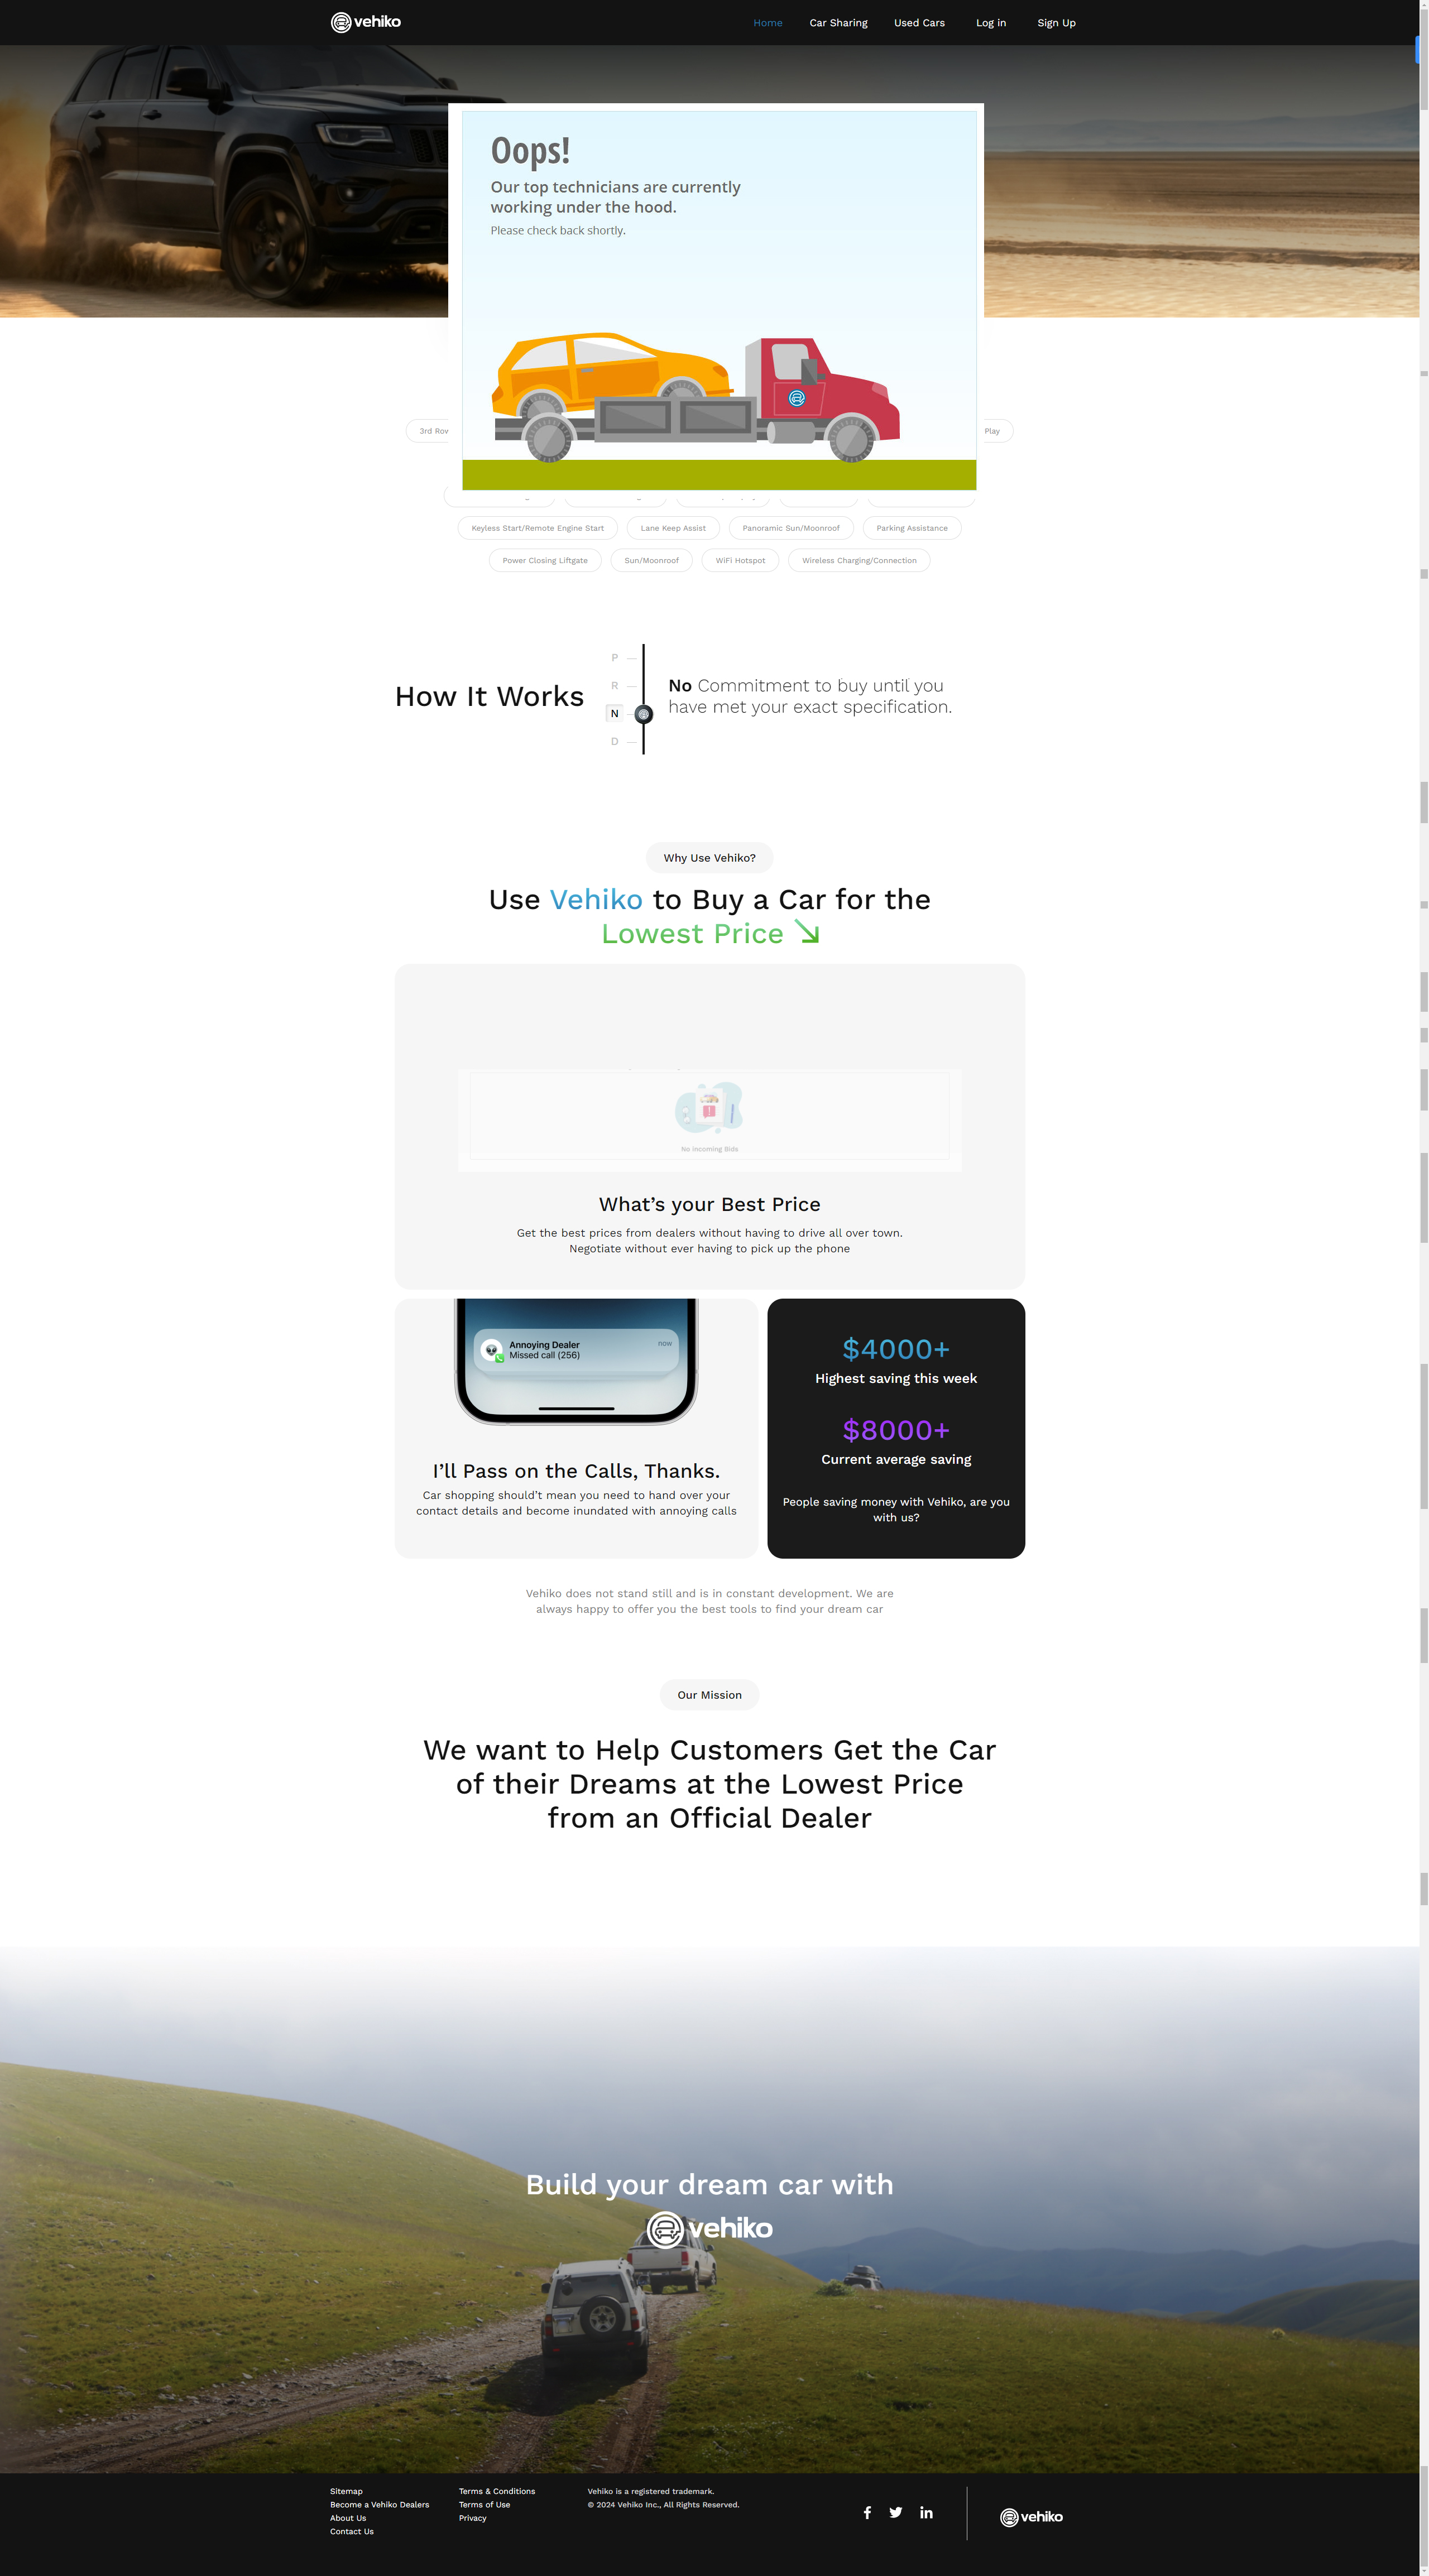 vehiko
Home Car Sharing Used Cars Log in Sign Up
Oops!
Our top technicians are currently
working under the hood.
Please check back shortly.
3rd Row
Play
Keyless Start/Remote Engine Start Lane Keep Assist Panoramic Sun/Moonroof Parking Assistance
Power Closing Liftgate Sun/Moonroof WiFi Hotspot Wireless Charging/Connection
How It Works
P
R
N
D
No Commitment to buy until you
have met your exact specification.
Why Use Vehiko?
Use Vehiko to Buy a Car for the
Lowest Price
No Incoming Bids
What’s your Best Price
Get the best prices from dealers without having to drive all over town.
Negotiate without ever having to pick up the phone
Annoying Dealer now
Missed call (256)
I’ll Pass on the Calls, Thanks.
Car shopping should’t mean you need to hand over your
contact details and become inundated with annoying calls
$4000+
Highest saving this week
$8000+
Current average saving
People saving money with Vehiko, are you
with us?
Vehiko does not stand still and is in constant development. We are
always happy to offer you the best tools to find your dream car
Our Mission
We want to Help Customers Get the Car
of their Dreams at the Lowest Price
from an Official Dealer
Build your dream car with
vehiko
Sitemap
Become a Vehiko Dealers
About Us
Contact Us
Terms & Conditions
Terms of Use
Privacy
Vehiko is a registered trademark.
© 2024 Vehiko Inc., All Rights Reserved.
vehiko